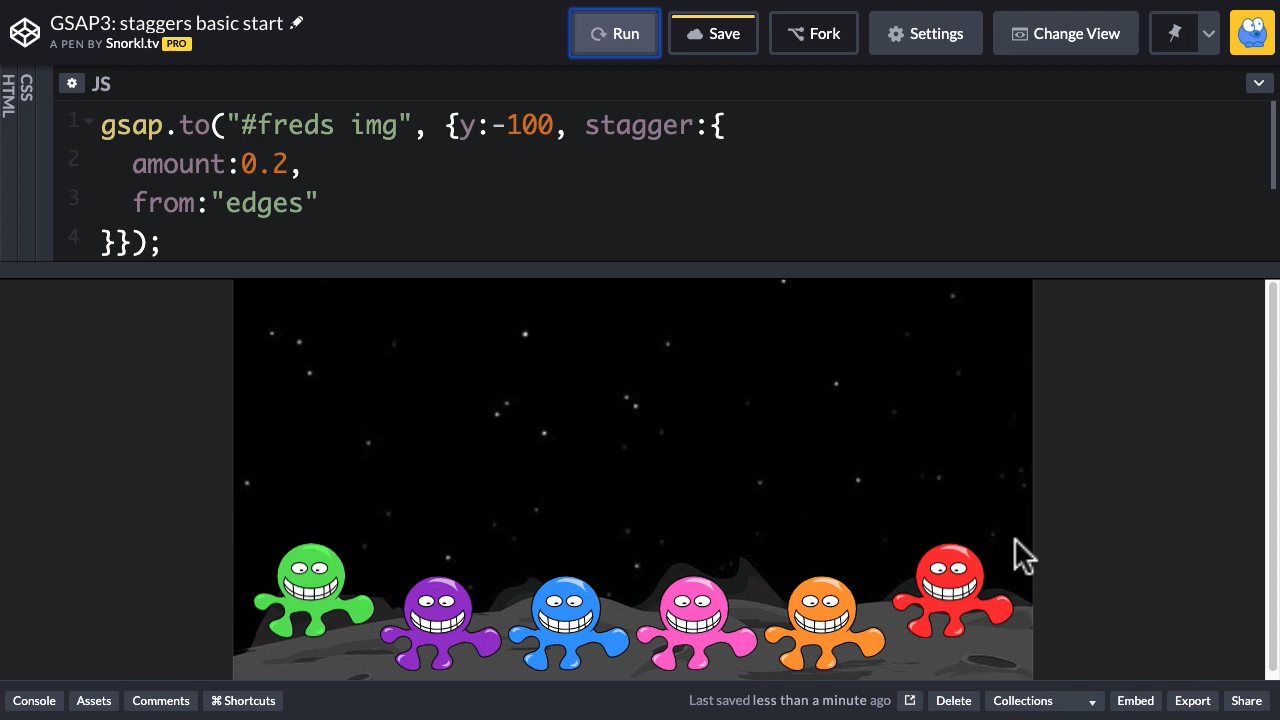 GSAP3: staggers basic start
A PEN BY Snorkl.tv PRO
Run
Save
Fork
Settings
Change View
HTML
CSS
JS
1 gsap.to("#freds img", {y:-100, stagger:{
2 amount:0.2,
3 from:"edges"
4 }});
Console
Assets
Comments
⌘ Shortcuts
Last saved less than a minute ago
Delete
Collections
Embed
Export
Share